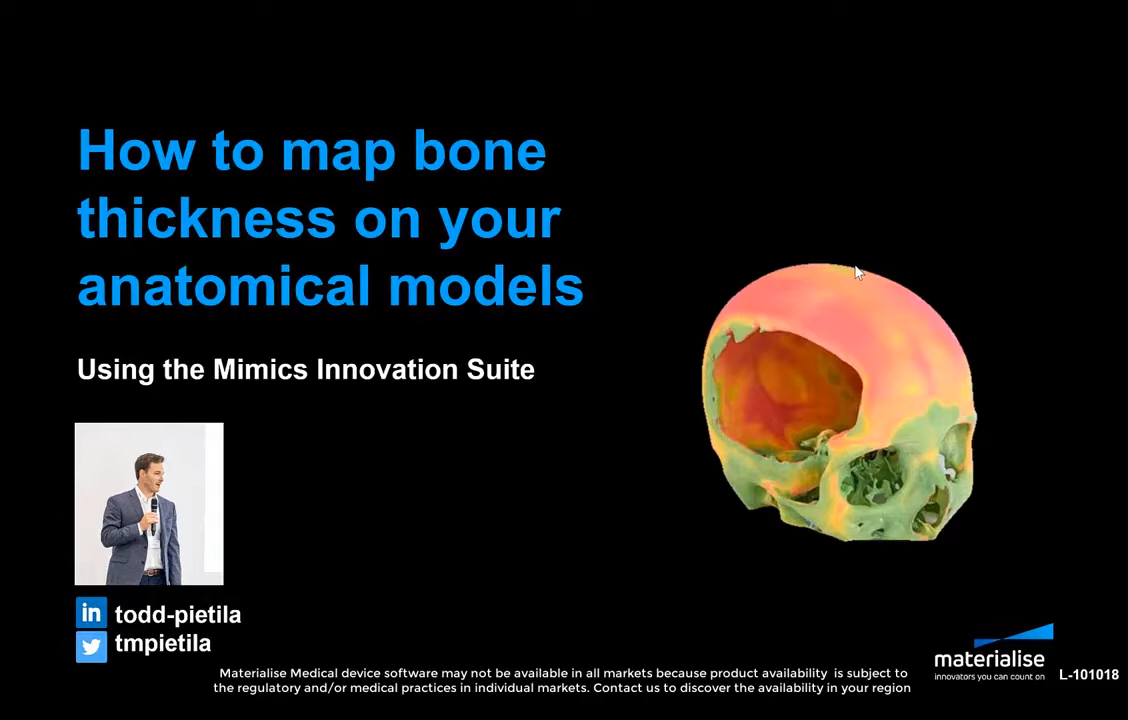 How to map bone
thickness on your
anatomical models
Using the Mimics Innovation Suite
in todd-pietila
tmpietila
Materialise Medical device software may not be available in all markets because product availability is subject to
the regulatory and/or medical practices in individual markets. Contact us to discover the availability in your region
materialise
innovators you can count on
L-101018